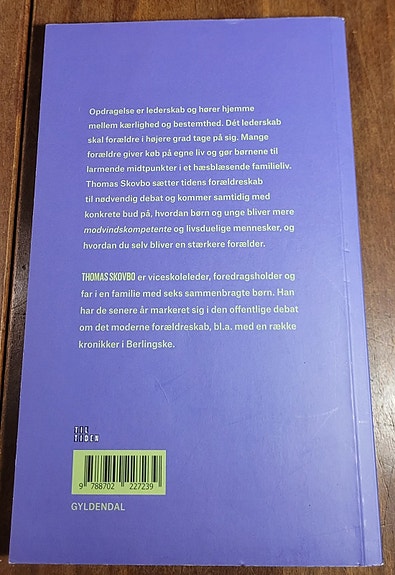 Opdragelse er lederskab og hører hjemme
mellem kærlighed og bestemthed. Dét lederskab
skal forældre i højere grad tage på sig. Mange
forældre giver køb på egne liv og gør børnene til
larmende midtpunkter i et hæsblæsende familieliv.
Thomas Skovbo sætter tidens forældreskab
til nødvendig debat og kommer samtidig med
konkrete bud på, hvordan børn og unge bliver mere
modvindskompetente og livsduelige mennesker, og
hvordan du selv bliver en stærkere forælder.
THOMAS SKOVBO er viceskoleleder, foredragsholder og
far i en familie med seks sammenbragte børn. Han
har de senere år markeret sig i den offentlige debat
om det moderne forældreskab, bl.a. med en række
kronikker i Berlingske.
TIL
TIDEN
9 788702 227239
GYLDENDAL